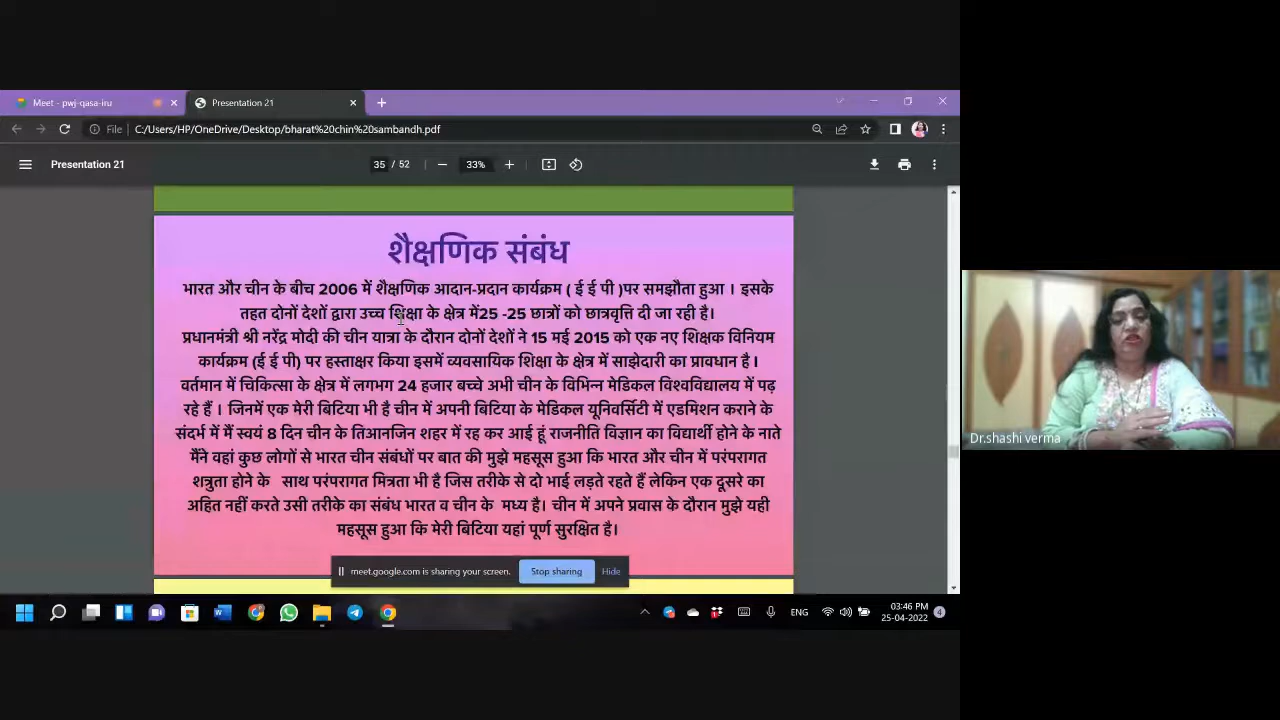 Meet - pwj-qasa-iru
Presentation 21
File
C:/Users/HP/OneDrive/Desktop/bharat%20chin%20sambandh.pdf
Presentation 21
35 / 52
33%
शैक्षणिक संबंध
भारत और चीन के बीच 2006 में शैक्षणिक आदान-प्रदान कार्यक्रम ( ई ई पी )पर समझौता हुआ । इसके
तहत दोनों देशों द्वारा उच्च शिक्षा के क्षेत्र में25 -25 छात्रों को छात्रवृत्ति दी जा रही है।
प्रधानमंत्री श्री नरेंद्र मोदी की चीन यात्रा के दौरान दोनों देशों ने 15 मई 2015 को एक नए शिक्षक विनियम
कार्यक्रम (ई ई पी) पर हस्ताक्षर किया इसमें व्यवसायिक शिक्षा के क्षेत्र में साझेदारी का प्रावधान है ।
वर्तमान में चिकित्सा के क्षेत्र में लगभग 24 हजार बच्चे अभी चीन के विभिन्न मेडिकल विश्वविद्यालय में पढ़
रहे हैं । जिनमें एक मेरी बिटिया भी है चीन में अपनी बिटिया के मेडिकल यूनिवर्सिटी में एडमिशन कराने के
संदर्भ में मैं स्वयं 8 दिन चीन के तिआनजिन शहर में रह कर आई हूं राजनीति विज्ञान का विद्यार्थी होने के नाते
मैंने वहां कुछ लोगों से भारत चीन संबंधों पर बात की मुझे महसूस हुआ कि भारत और चीन में परंपरागत
शत्रुता होने के साथ परंपरागत मित्रता भी है जिस तरीके से दो भाई लड़ते रहते हैं लेकिन एक दूसरे का
अहित नहीं करते उसी तरीके का संबंध भारत व चीन के मध्य है। चीन में अपने प्रवास के दौरान मुझे यही
महसूस हुआ कि मेरी बिटिया यहां पूर्ण सुरक्षित है।
meet.google.com is sharing your screen.
Stop sharing
Hide
Dr.shashi verma
ENG
03:46 PM
25-04-2022
4